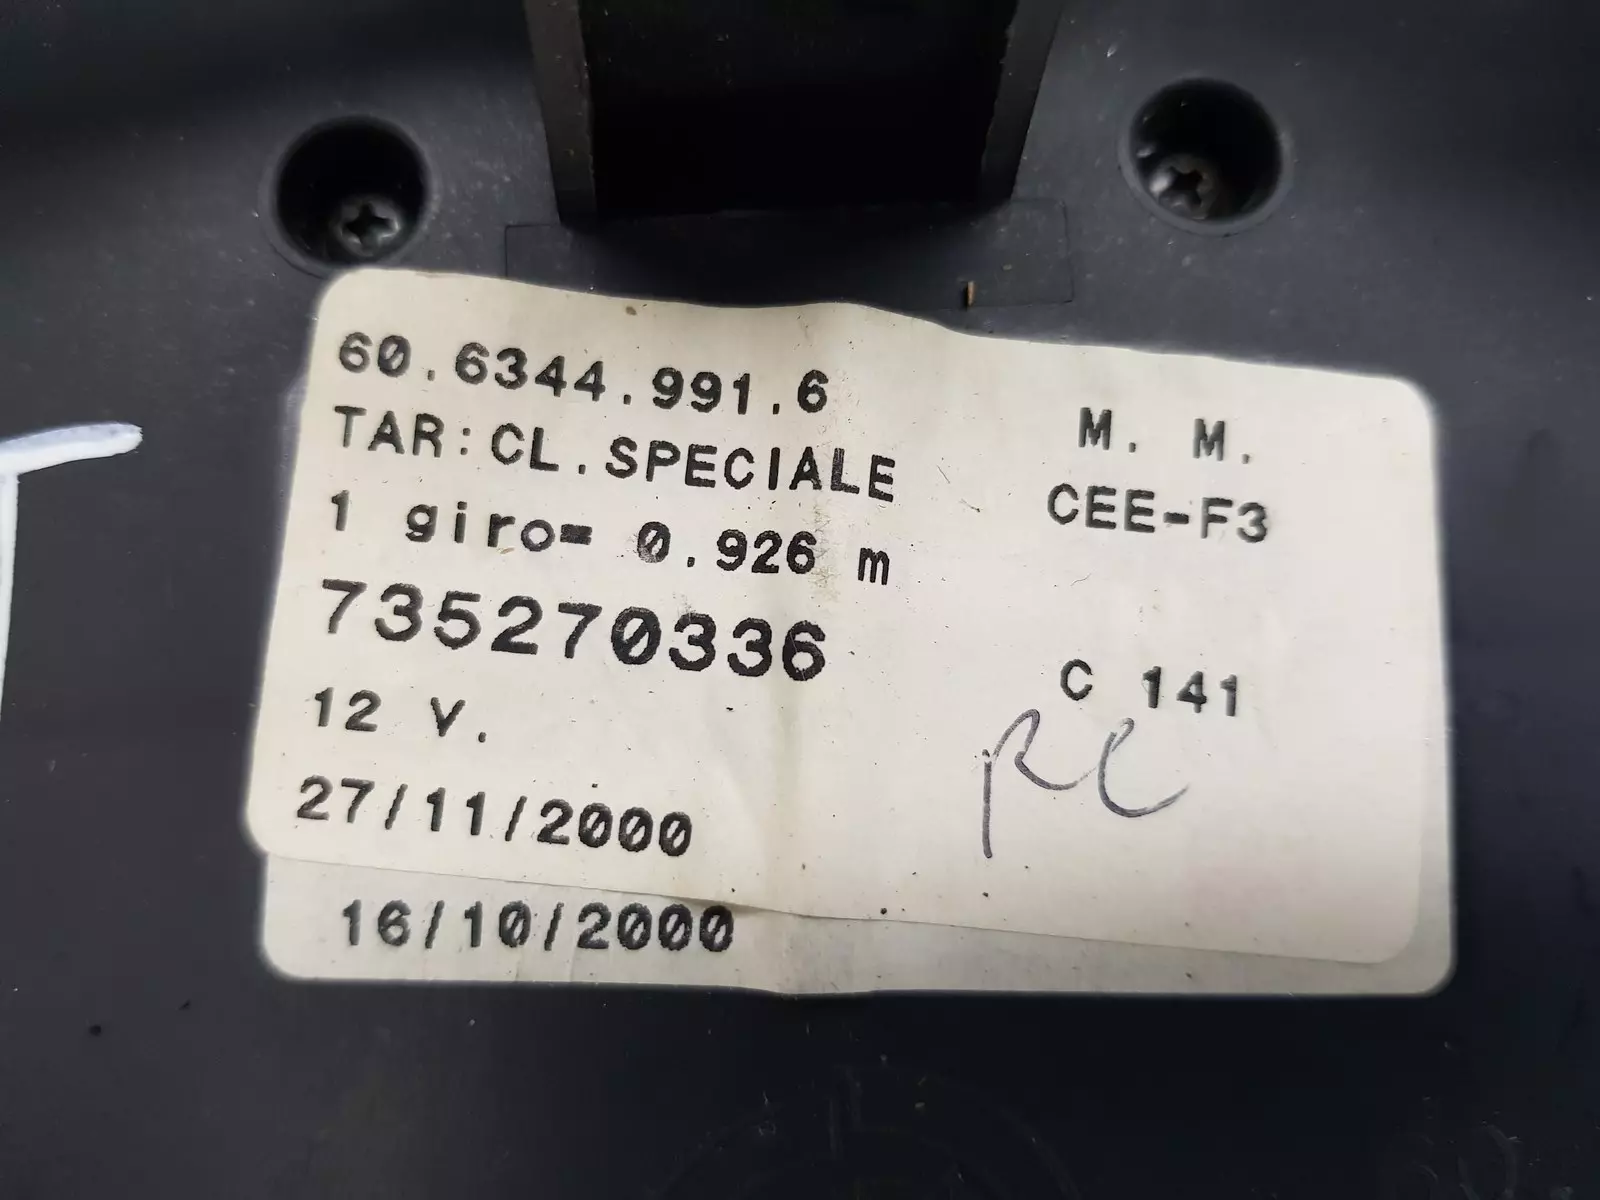 60.6344.991.6
TAR:CL.SPECIALE
1 giro= 0.926 m
735270336
12 V.
27/11/2000
16/10/2000
M. M.
CEE-F3
C 141